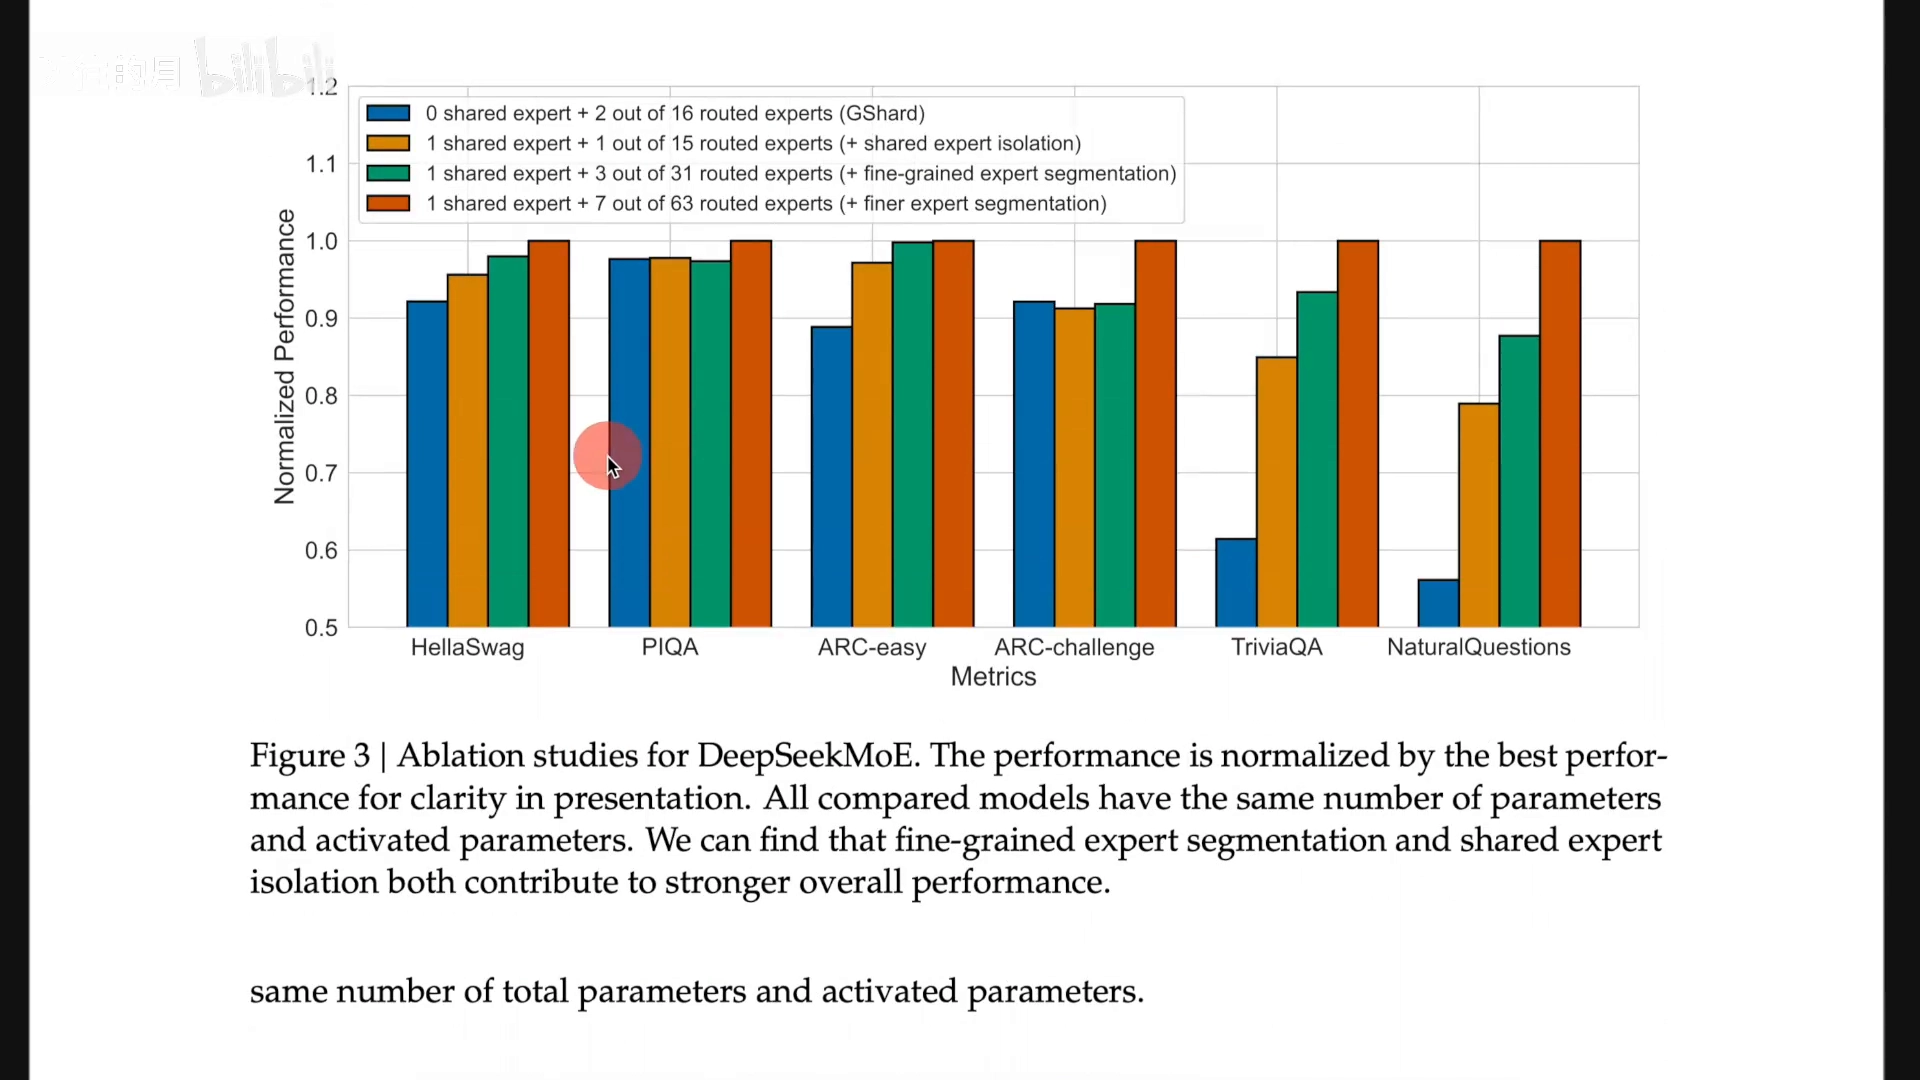 的月 bilibili
1.2
0 shared expert + 2 out of 16 routed experts (GShard)
1 shared expert + 1 out of 15 routed experts (+ shared expert isolation)
1 shared expert + 3 out of 31 routed experts (+ fine-grained expert segmentation)
1 shared expert + 7 out of 63 routed experts (+ finer expert segmentation)
1.1
1.0
0.9
0.8
0.7
0.6
0.5
Normalized Performance
HellaSwag PIQA ARC-easy ARC-challenge TriviaQA NaturalQuestions
Metrics
Figure 3 | Ablation studies for DeepSeekMoE. The performance is normalized by the best perfor-
mance for clarity in presentation. All compared models have the same number of parameters
and activated parameters. We can find that fine-grained expert segmentation and shared expert
isolation both contribute to stronger overall performance.
same number of total parameters and activated parameters.